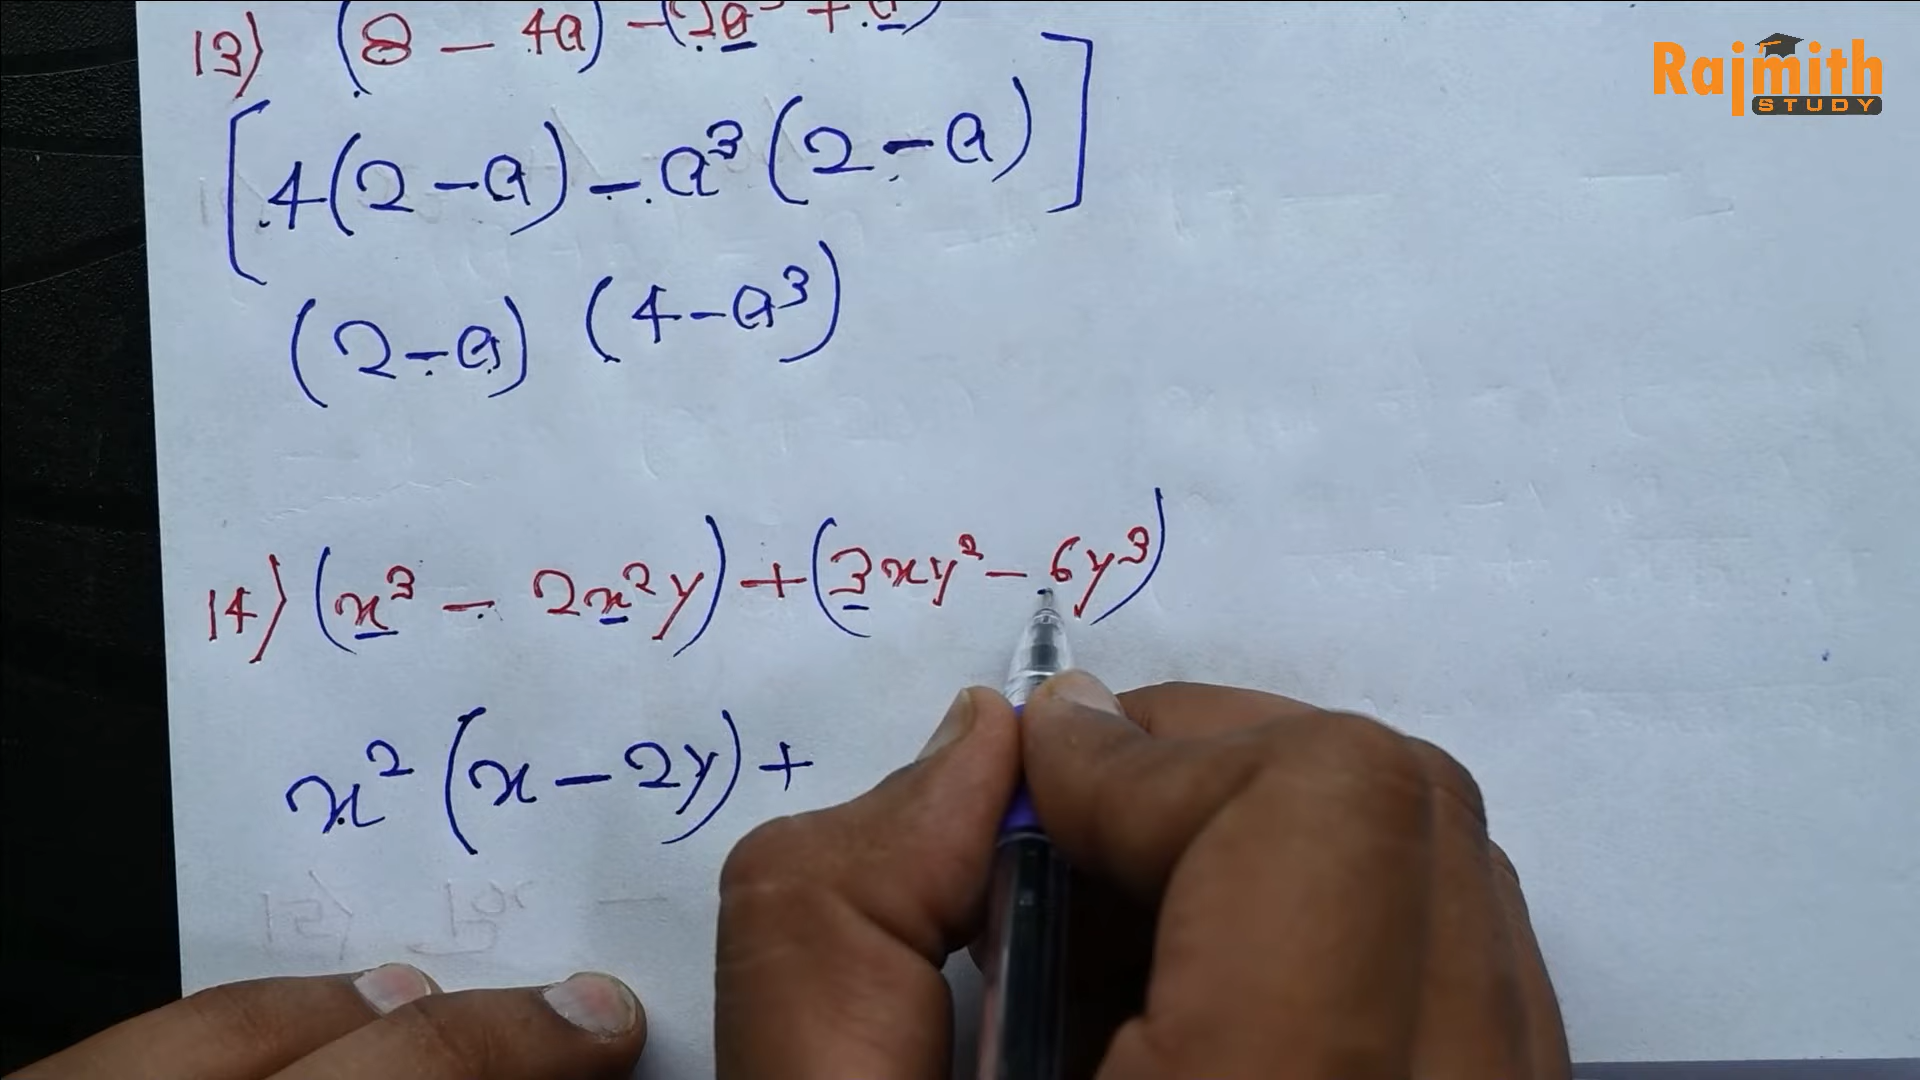 Rajmith
STUDY
13) (8 - 4a) - (2a³ + a
[4(2-a) - a³(2-a)]
(2-a) (4-a³)
14) (x³ - 2x²y) + (3xy² - 6y³)
x²(x-2y) +